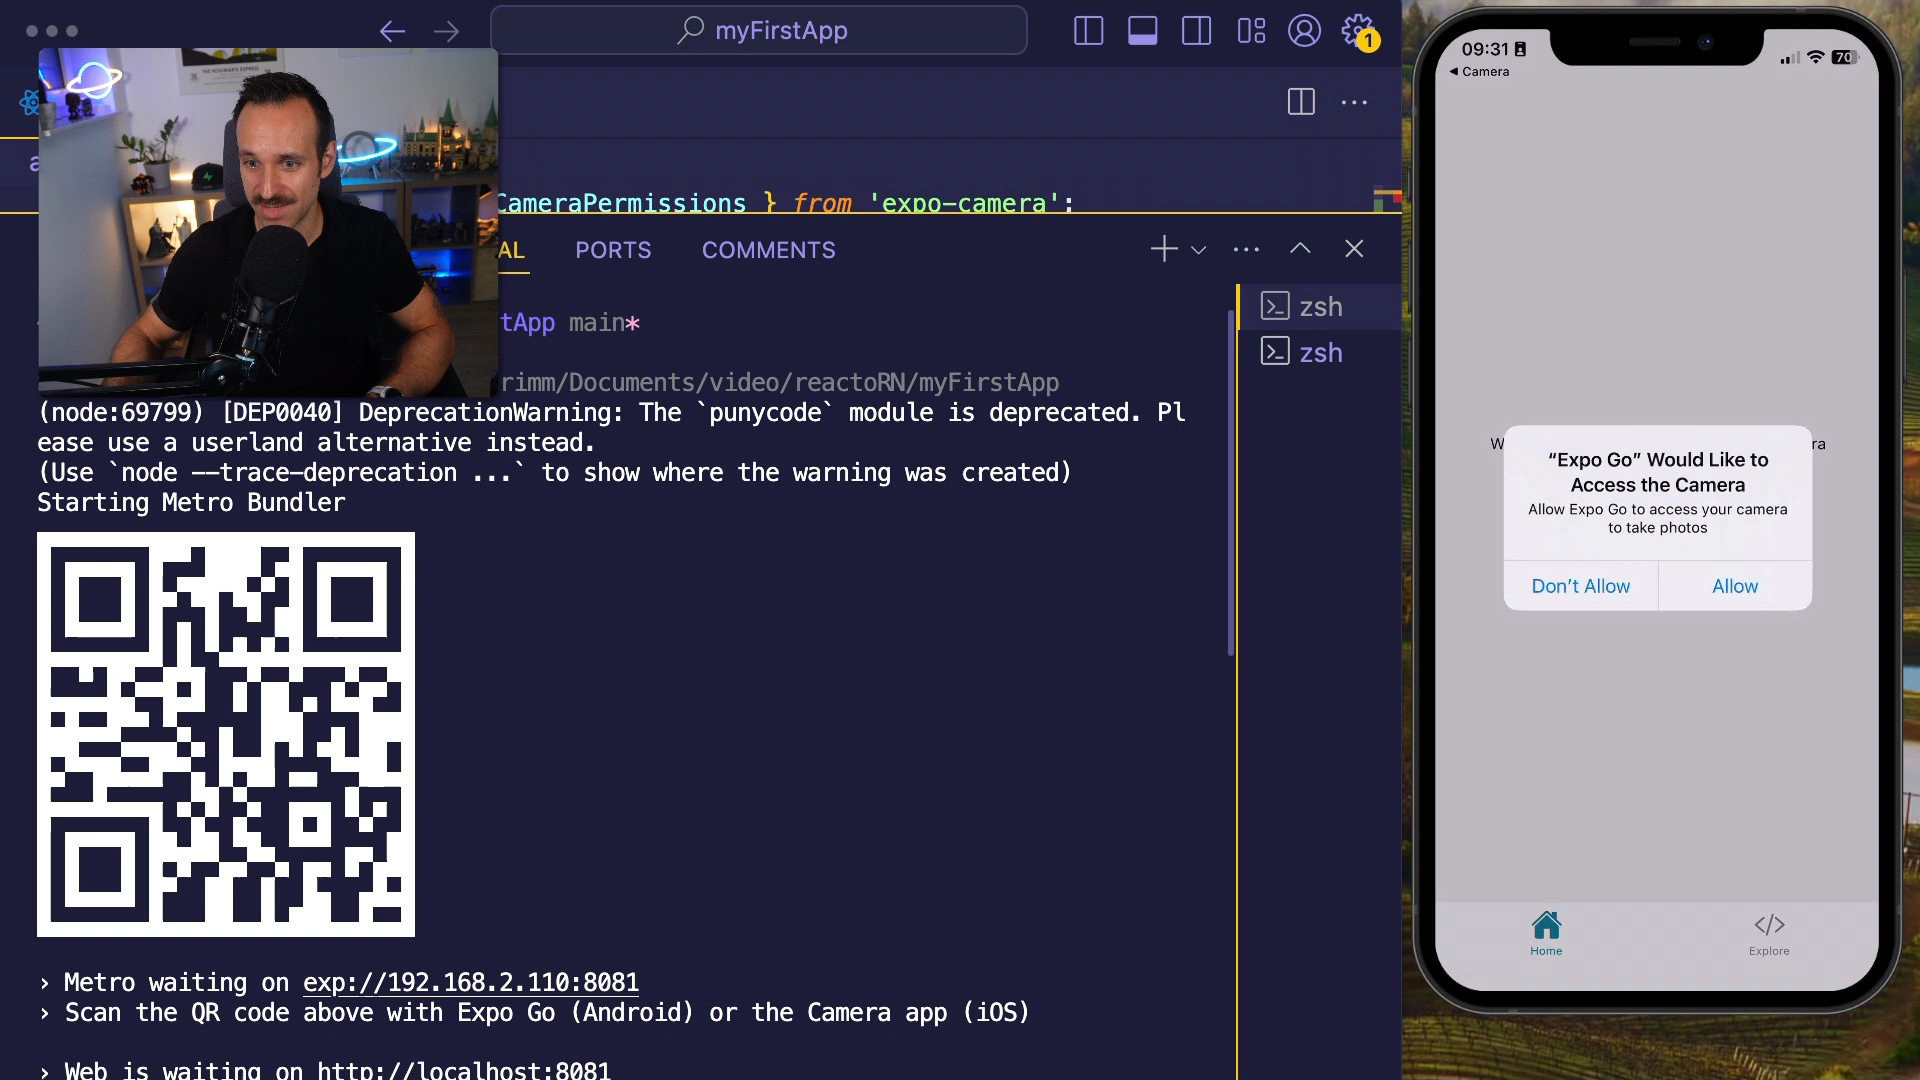 myFirstApp
1
CameraPermissions } from 'expo-camera';
AL
PORTS
COMMENTS
zsh
zsh
tApp main*
rimm/Documents/video/reactoRN/myFirstApp
(node:69799) [DEP0040] DeprecationWarning: The `punycode` module is deprecated. Pl
ease use a userland alternative instead.
(Use `node --trace-deprecation ...` to show where the warning was created)
Starting Metro Bundler
› Metro waiting on exp://192.168.2.110:8081
› Scan the QR code above with Expo Go (Android) or the Camera app (iOS)
› Web is waiting on http://localhost:8081
09:31
70
◀ Camera
W
ra
“Expo Go” Would Like to
Access the Camera
Allow Expo Go to access your camera
to take photos
Don’t Allow
Allow
Home
Explore